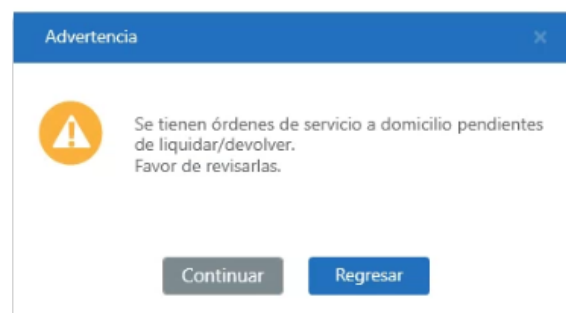 Advertencia
Se tienen órdenes de servicio a domicilio pendientes
de liquidar/devolver.
Favor de revisarlas.
Continuar
Regresar